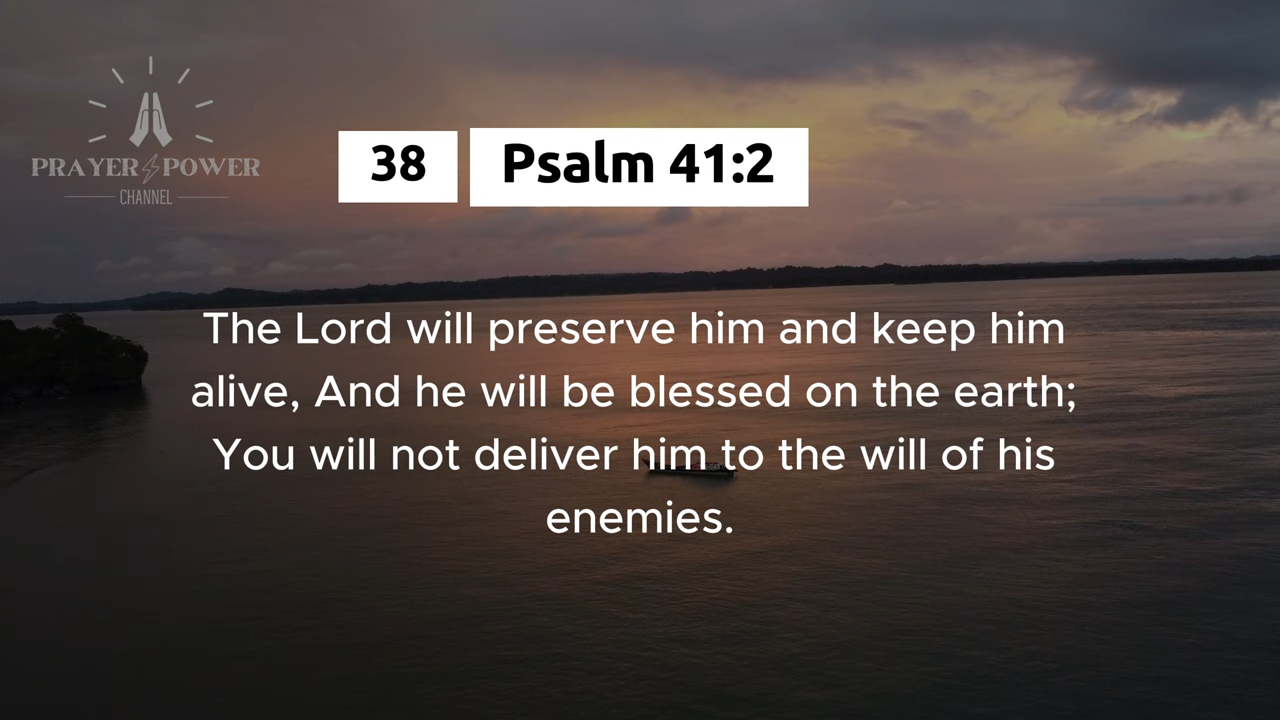 PRAYER POWER
CHANNEL
38 Psalm 41:2
The Lord will preserve him and keep him
alive, And he will be blessed on the earth;
You will not deliver him to the will of his
enemies.